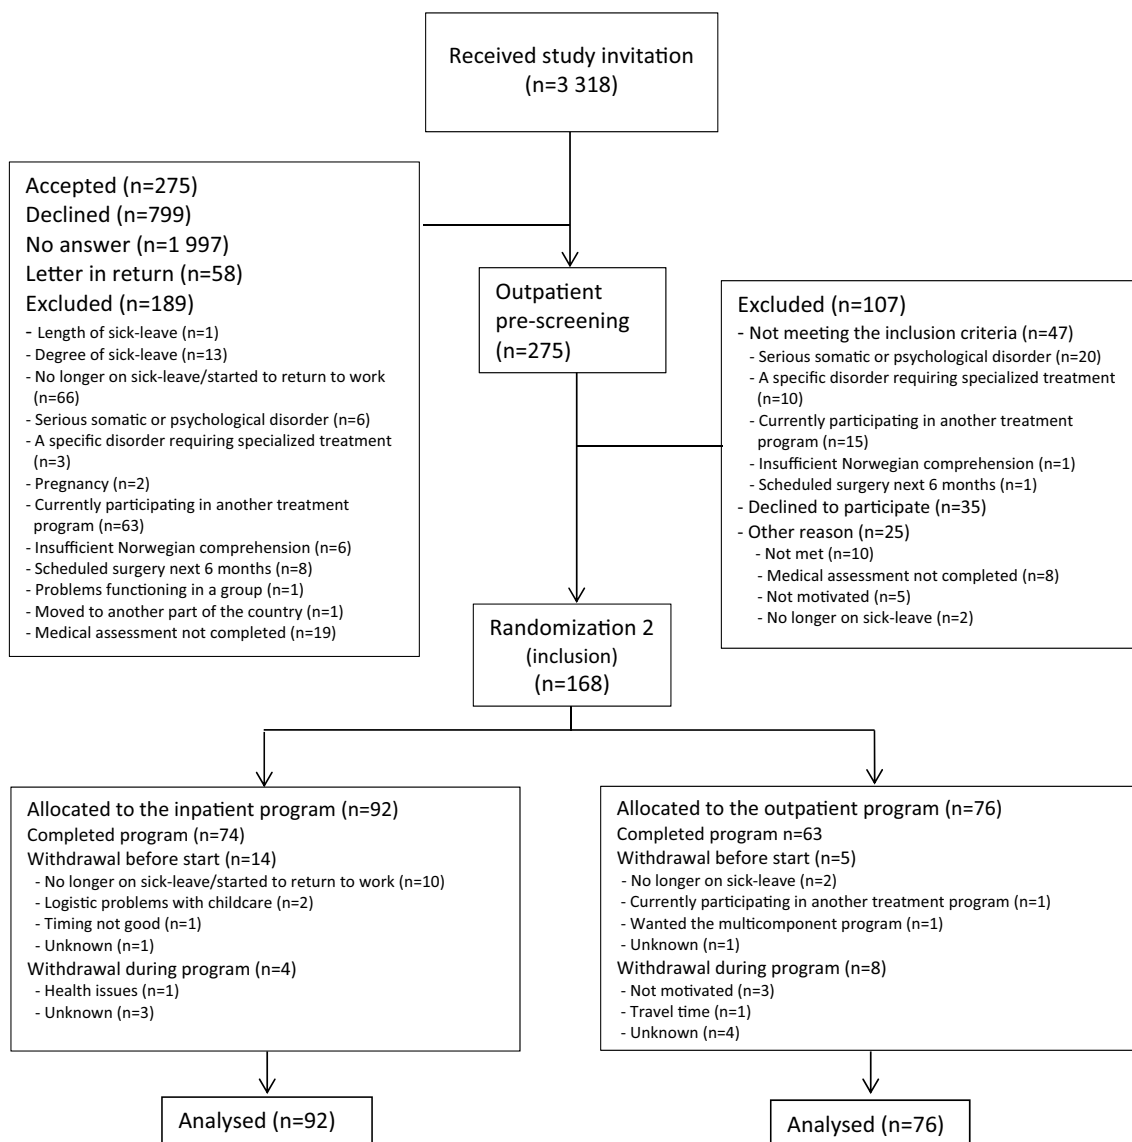 Received study invitation
(n=3 318)
Accepted (n=275)
Declined (n=799)
No answer (n=1 997)
Letter in return (n=58)
Excluded (n=189)
- Length of sick-leave (n=1)
- Degree of sick-leave (n=13)
- No longer on sick-leave/started to return to work
(n=66)
- Serious somatic or psychological disorder (n=6)
- A specific disorder requiring specialized treatment
(n=3)
- Pregnancy (n=2)
- Currently participating in another treatment
program (n=63)
- Insufficient Norwegian comprehension (n=6)
- Scheduled surgery next 6 months (n=8)
- Problems functioning in a group (n=1)
- Moved to another part of the country (n=1)
- Medical assessment not completed (n=19)
Outpatient
pre-screening
(n=275)
Excluded (n=107)
- Not meeting the inclusion criteria (n=47)
- Serious somatic or psychological disorder (n=20)
- A specific disorder requiring specialized treatment
(n=10)
- Currently participating in another treatment
program (n=15)
- Insufficient Norwegian comprehension (n=1)
- Scheduled surgery next 6 months (n=1)
- Declined to participate (n=35)
- Other reason (n=25)
- Not met (n=10)
- Medical assessment not completed (n=8)
- Not motivated (n=5)
- No longer on sick-leave (n=2)
Randomization 2
(inclusion)
(n=168)
Allocated to the inpatient program (n=92)
Completed program (n=74)
Withdrawal before start (n=14)
- No longer on sick-leave/started to return to work (n=10)
- Logistic problems with childcare (n=2)
- Timing not good (n=1)
- Unknown (n=1)
Withdrawal during program (n=4)
- Health issues (n=1)
- Unknown (n=3)
Allocated to the outpatient program (n=76)
Completed program n=63
Withdrawal before start (n=5)
- No longer on sick-leave (n=2)
- Currently participating in another treatment program (n=1)
- Wanted the multicomponent program (n=1)
- Unknown (n=1)
Withdrawal during program (n=8)
- Not motivated (n=3)
- Travel time (n=1)
- Unknown (n=4)
Analysed (n=92)
Analysed (n=76)